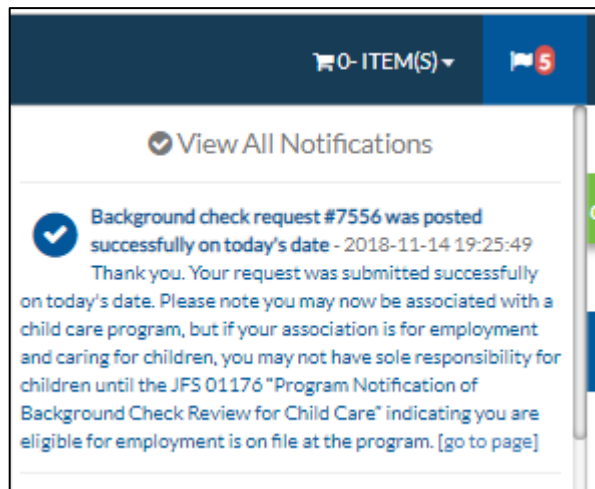 0- ITEM(S)
5
View All Notifications
Background check request #7556 was posted
successfully on today's date - 2018-11-14 19:25:49
Thank you. Your request was submitted successfully
on today's date. Please note you may now be associated with a
child care program, but if your association is for employment
and caring for children, you may not have sole responsibility for
children until the JFS 01176 "Program Notification of
Background Check Review for Child Care" indicating you are
eligible for employment is on file at the program. [go to page]